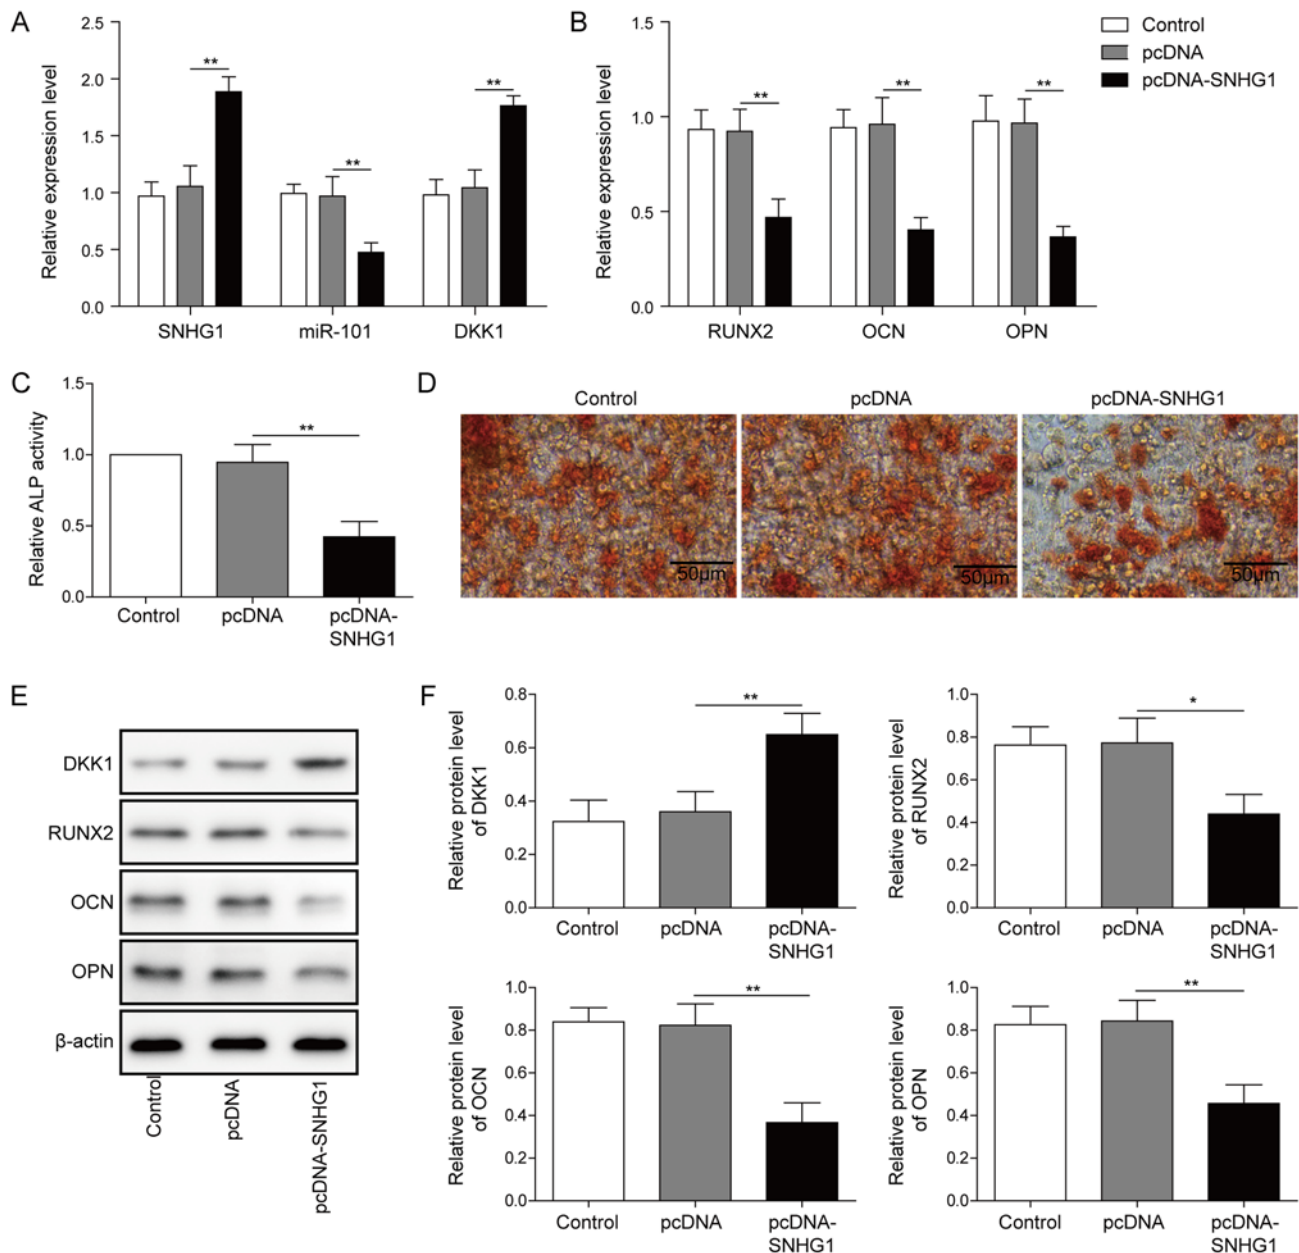 A
Relative expression level
2.5
2.0
1.5
1.0
0.5
0.0
**
**
**
SNHG1 miR-101 DKK1
B
Relative expression level
1.5
1.0
0.5
0.0
**
**
**
RUNX2 OCN OPN
Control
pcDNA
pcDNA-SNHG1
C
Relative ALP activity
1.5
1.0
0.5
0.0
**
Control pcDNA pcDNA-
SNHG1
D
Control pcDNA pcDNA-SNHG1
50μm 50μm 50μm
E
DKK1
RUNX2
OCN
OPN
β-actin
Control
pcDNA
pcDNA-SNHG1
F
Relative protein level
of DKK1
0.8
0.6
0.4
0.2
0.0
**
Control pcDNA pcDNA-
SNHG1
Relative protein level
of RUNX2
1.0
0.8
0.6
0.4
0.2
0.0
*
Control pcDNA pcDNA-
SNHG1
Relative protein level
of OCN
1.0
0.8
0.6
0.4
0.2
0.0
**
Control pcDNA pcDNA-
SNHG1
Relative protein level
of OPN
1.0
0.8
0.6
0.4
0.2
0.0
**
Control pcDNA pcDNA-
SNHG1